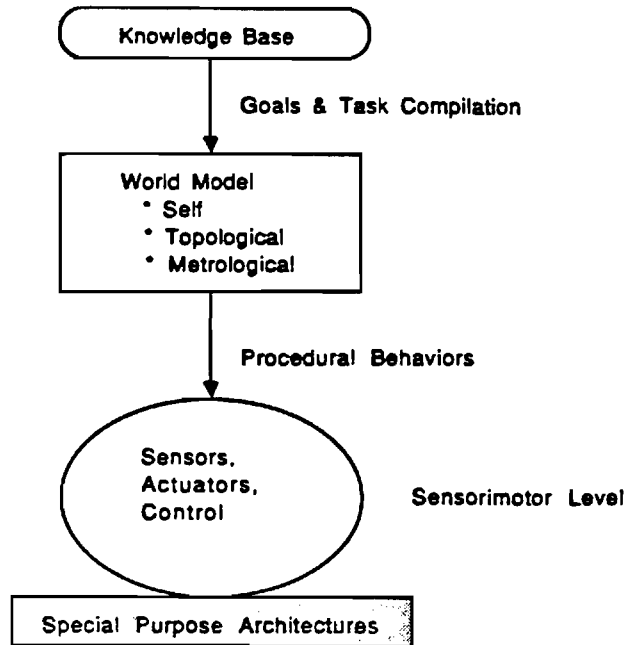 Knowledge Base
Goals & Task Compilation
World Model
* Self
* Topological
* Metrological
Procedural Behaviors
Sensors,
Actuators,
Control
Sensorimotor Level
Special Purpose Architectures